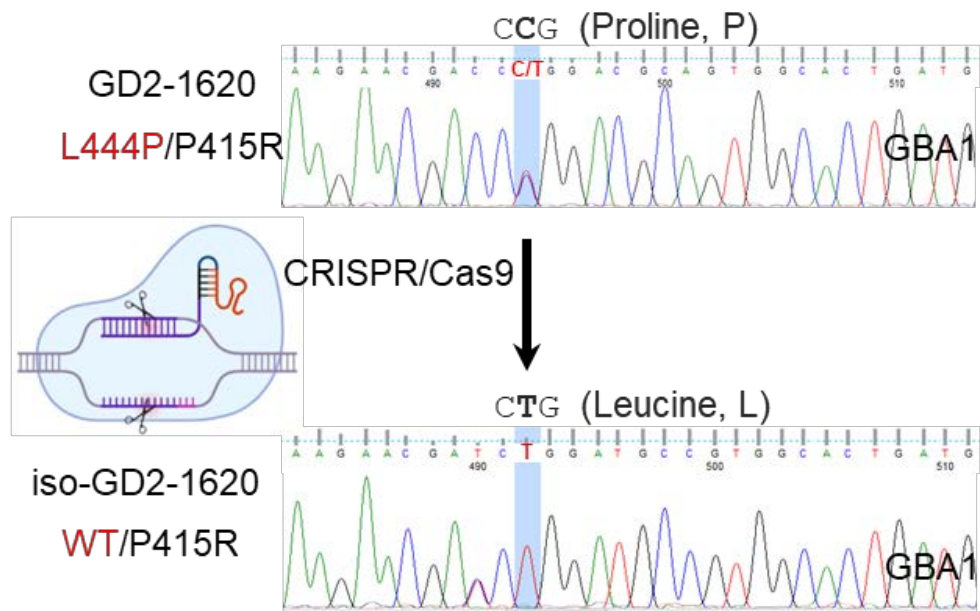 CCG (Proline, P)
GD2-1620
L444P/P415R
A A G A A C G A C C C/T G G A C G C A G T G G C A C T G A T G
490 500 510
GBA1
CRISPR/Cas9
CTG (Leucine, L)
iso-GD2-1620
WT/P415R
A A G A A C G A T C T G G A T G C C G T G G C A C T G A T G
490 500 510
GBA1